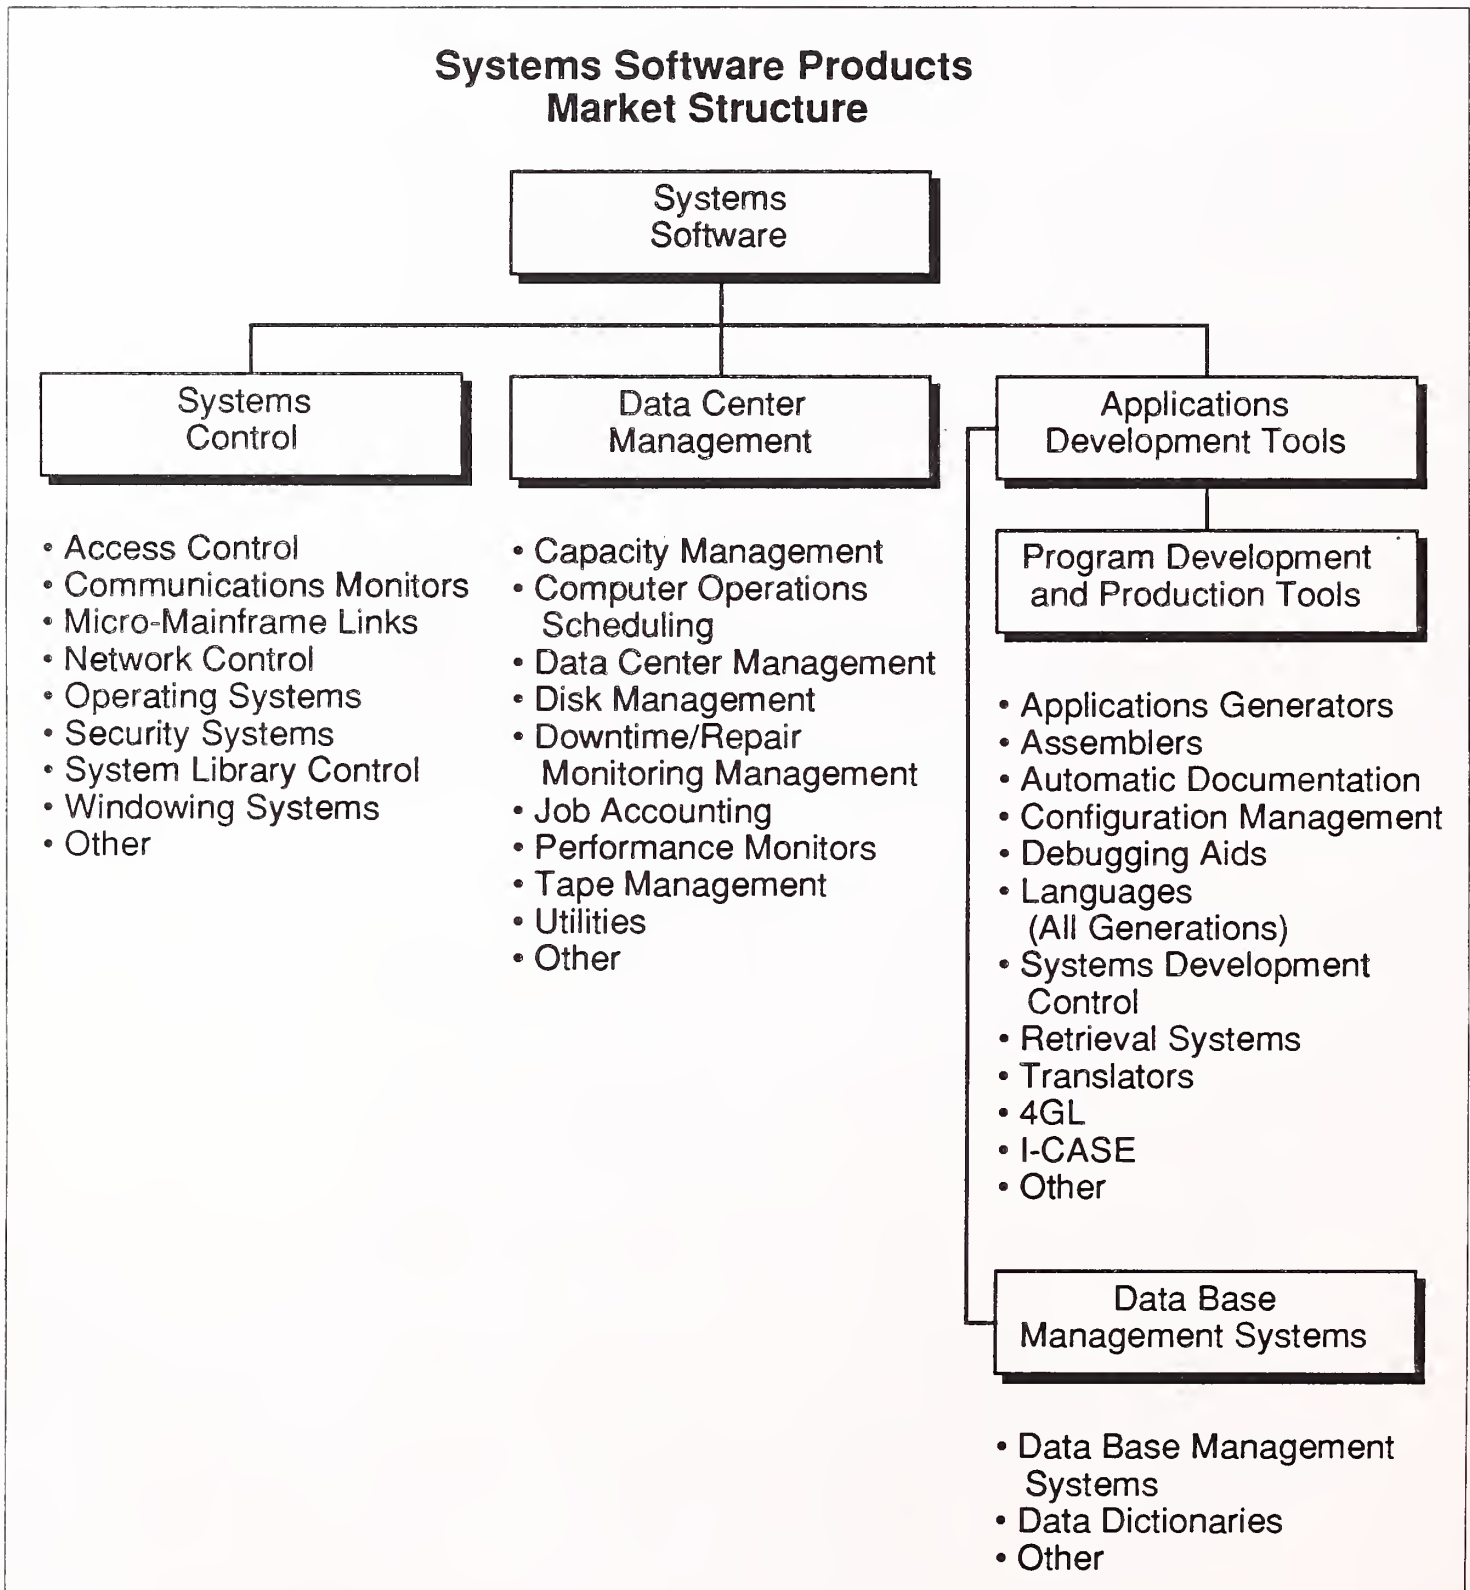 Systems Software Products
Market Structure
Systems
Software
Systems
Control
• Access Control
• Communications Monitors
• Micro-Mainframe Links
• Network Control
• Operating Systems
• Security Systems
• System Library Control
• Windowing Systems
• Other
Data Center
Management
• Capacity Management
• Computer Operations
Scheduling
• Data Center Management
• Disk Management
• Downtime/Repair
Monitoring Management
• Job Accounting
• Performance Monitors
• Tape Management
• Utilities
• Other
Applications
Development Tools
Program Development
and Production Tools
• Applications Generators
• Assemblers
• Automatic Documentation
• Configuration Management
• Debugging Aids
• Languages
(All Generations)
• Systems Development
Control
• Retrieval Systems
• Translators
• 4GL
• I-CASE
• Other
Data Base
Management Systems
• Data Base Management
Systems
• Data Dictionaries
• Other